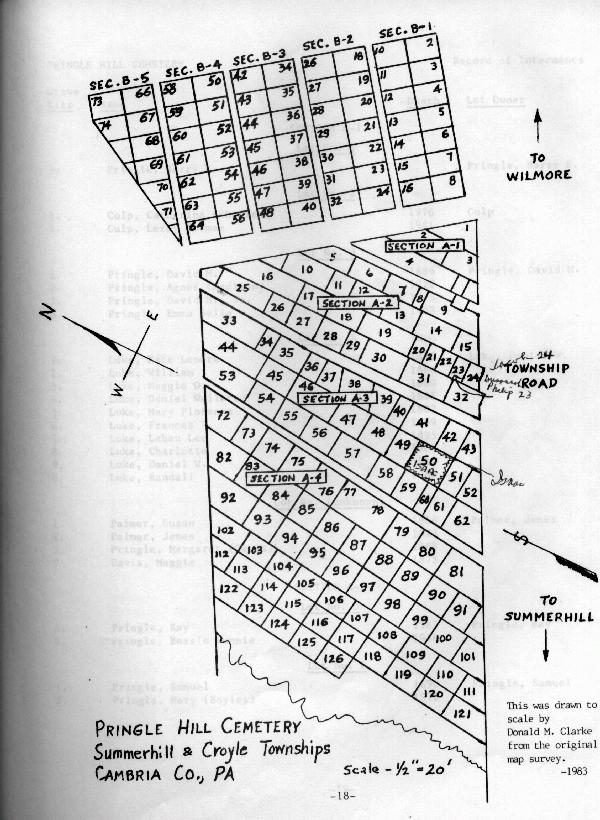 SEC. B-5 SEC. B-4 SEC. B-3 SEC. B-2 SEC. B-1
73 66 58 50 42 34 26 18 10 2
74 67 59 51 43 35 27 19 11 3
68 60 52 44 36 28 20 12 4
69 61 53 45 37 29 21 13 5
70 62 54 46 38 30 22 14 6
71 63 55 47 39 31 23 15 7
64 56 48 40 32 24 16 8
TO
WILMORE
2 1
SECTION A-1
4 3
5
16 10 6
25 17 11 12 7 8
SECTION A-2
26 18 13 9
33 27 19 14
28 29 20 21 22 15
44 34 35 30 31 23 24
36 37 38 32
53 45 46 39
SECTION A-3
54 47 40 41
55 48 42 43
72 56 49 50 51
73 57 58 52
82 74 75 59 60 61
83
SECTION A-4
84 76 77 62
92 85 78 79
93 86 80
102 94 87 88 81
112 103 95 89
113 104 96 90
122 114 105 97 91
123 115 106 98 99
124 116 107 100
125 117 108 109 101
126 118 110
119 120 111
121
N
E
W
S
24
TOWNSHIP
ROAD
Philip 23
Isaac
Isaac
TO
SUMMERHILL
PRINGLE HILL CEMETERY
Summerhill & Croyle Townships
CAMBRIA CO., PA
Scale - 1/2" = 20'
This was drawn to
scale by
Donald M. Clarke
from the original
map survey.
-1983
-18-